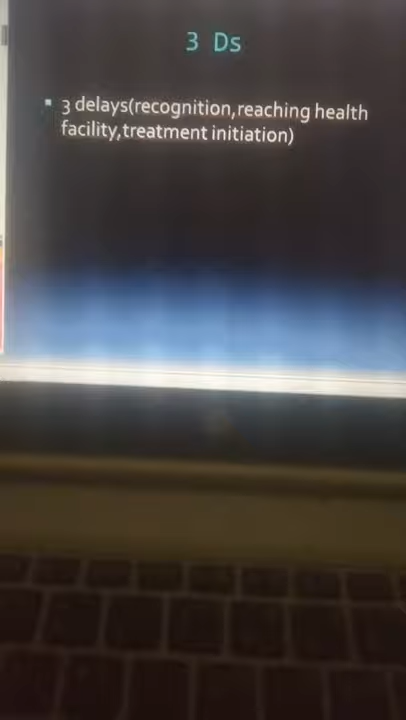 3 Ds
▪ 3 delays(recognition,reaching health
facility,treatment initiation)